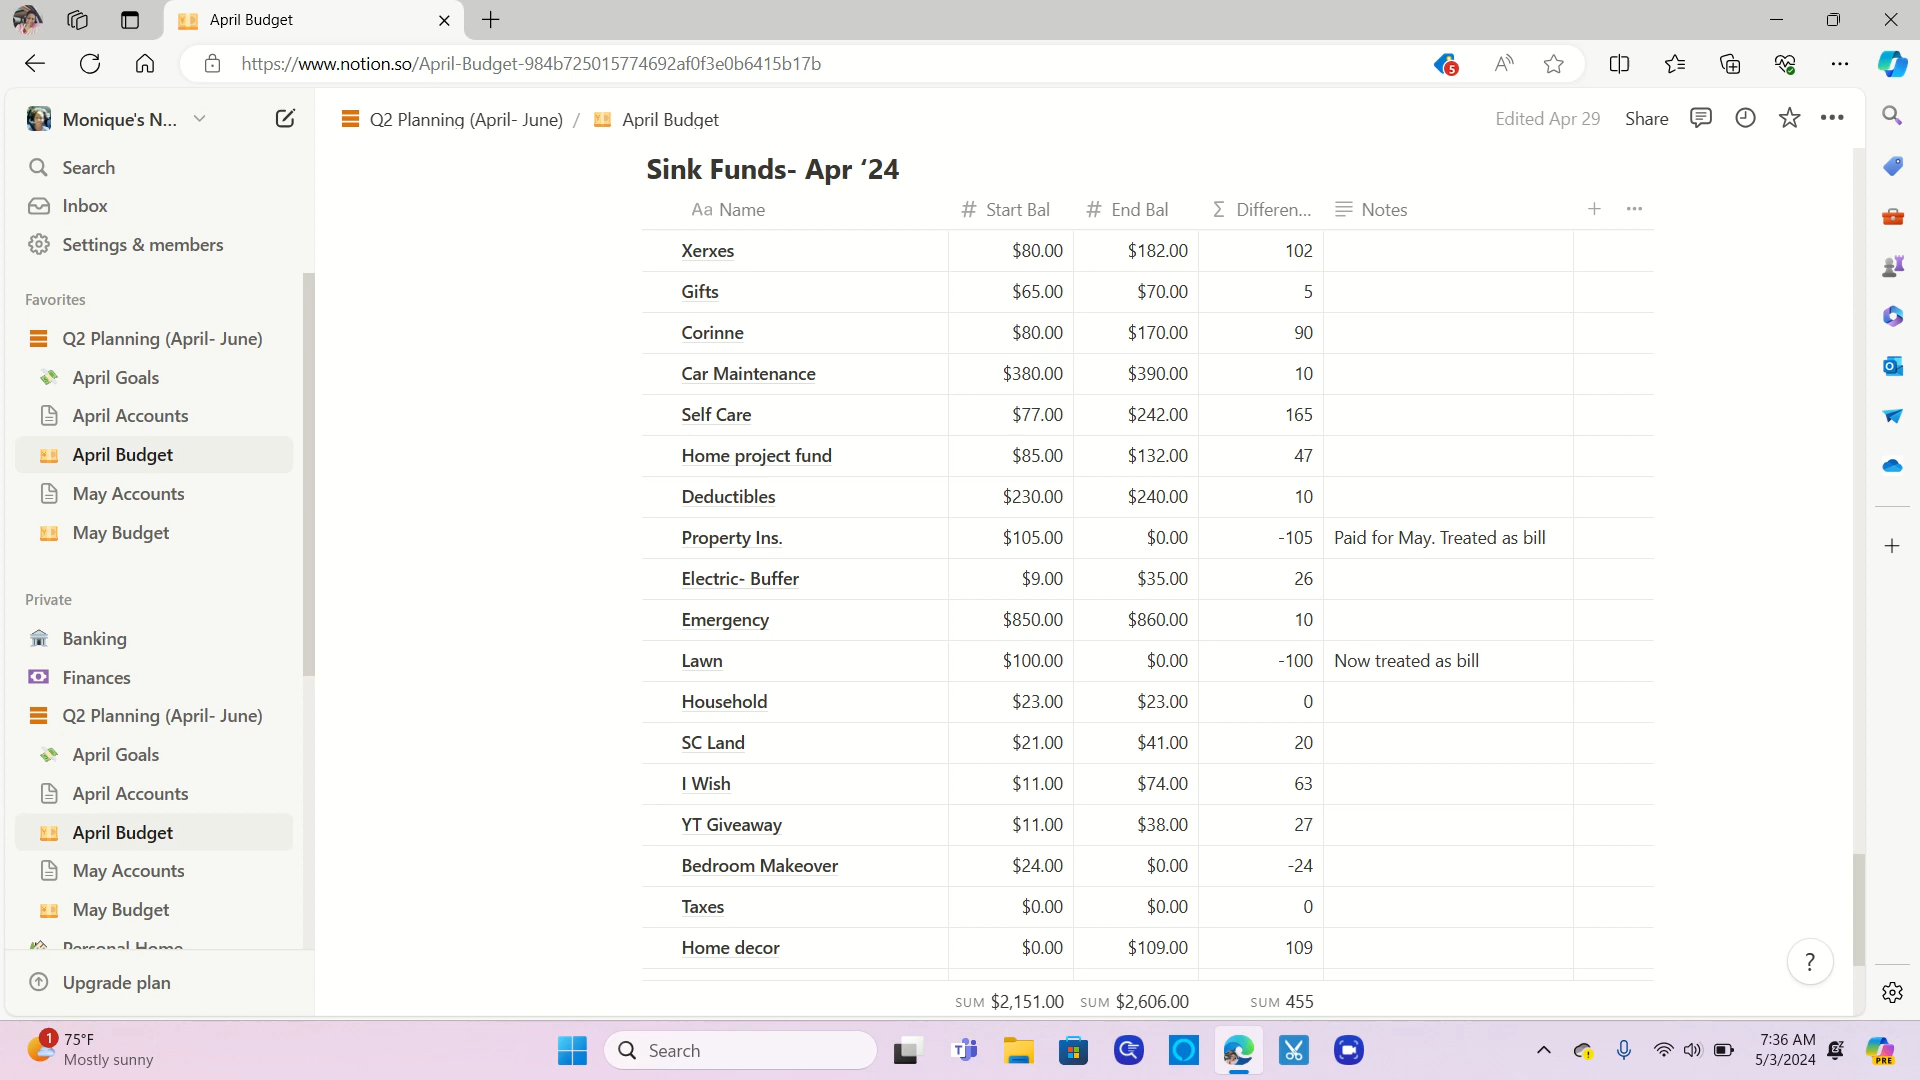 April Budget
https://www.notion.so/April-Budget-984b725015774692af0f3e0b6415b17b
5
Monique's N...
Q2 Planning (April- June) / April Budget
Edited Apr 29 Share
Search
Inbox
Settings & members
Favorites
Q2 Planning (April- June)
April Goals
April Accounts
April Budget
May Accounts
May Budget
Private
Banking
Finances
Q2 Planning (April- June)
April Goals
April Accounts
April Budget
May Accounts
May Budget
Personal Home
Upgrade plan
Sink Funds- Apr ‘24
Aa Name # Start Bal # End Bal Σ Differen... Notes
Xerxes $80.00 $182.00 102
Gifts $65.00 $70.00 5
Corinne $80.00 $170.00 90
Car Maintenance $380.00 $390.00 10
Self Care $77.00 $242.00 165
Home project fund $85.00 $132.00 47
Deductibles $230.00 $240.00 10
Property Ins. $105.00 $0.00 -105 Paid for May. Treated as bill
Electric- Buffer $9.00 $35.00 26
Emergency $850.00 $860.00 10
Lawn $100.00 $0.00 -100 Now treated as bill
Household $23.00 $23.00 0
SC Land $21.00 $41.00 20
I Wish $11.00 $74.00 63
YT Giveaway $11.00 $38.00 27
Bedroom Makeover $24.00 $0.00 -24
Taxes $0.00 $0.00 0
Home decor $0.00 $109.00 109
SUM $2,151.00 SUM $2,606.00 SUM 455
?
1
75°F
Mostly sunny
Search
7:36 AM
5/3/2024
PRE